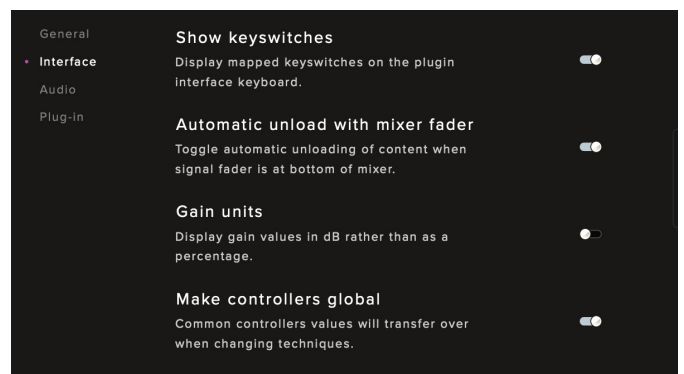 General
Interface
Audio
Plug-in
Show keyswitches
Display mapped keyswitches on the plugin
interface keyboard.
Automatic unload with mixer fader
Toggle automatic unloading of content when
signal fader is at bottom of mixer.
Gain units
Display gain values in dB rather than as a
percentage.
Make controllers global
Common controllers values will transfer over
when changing techniques.